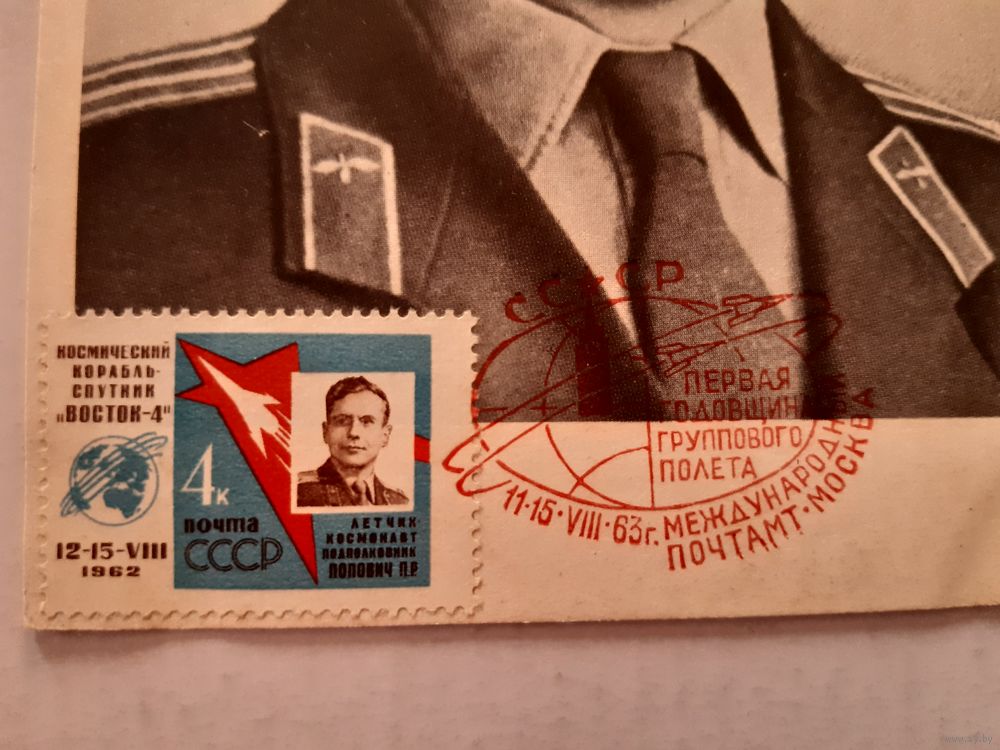 КОСМИЧЕСКИЙ
КОРАБЛЬ-
СПУТНИК
"ВОСТОК-4"
12-15-VIII
1962
4к
почта
СССР
ЛЕТЧИК-
КОСМОНАВТ
ПОДПОЛКОВНИК
ПОПОВИЧ П.Р.
СССР
ПЕРВАЯ
ГОДОВЩИНА
ГРУППОВОГО
ПОЛЕТА
11-15·VIII·63г. МЕЖДУНАРОДНЫЙ
ПОЧТАМТ·МОСКВА